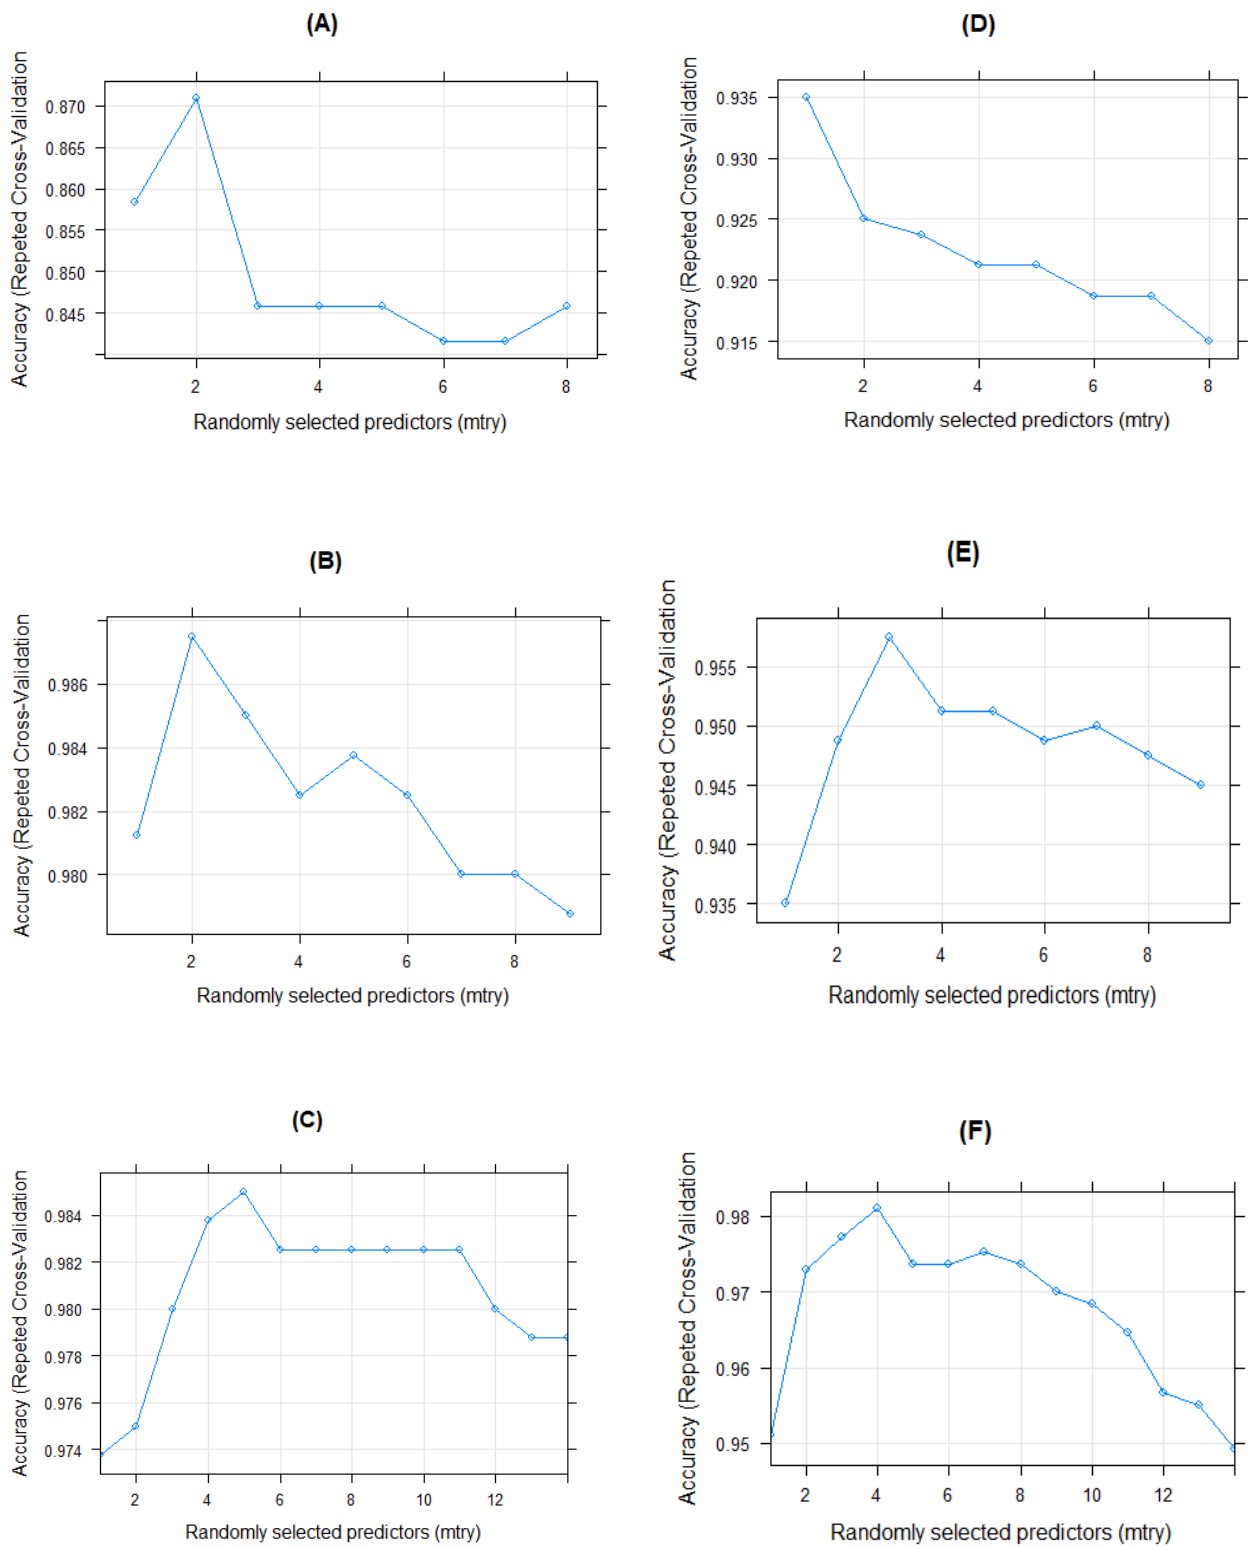 (A)
Accuracy (Repeted Cross-Validation
0.870
0.865
0.860
0.855
0.850
0.845
2 4 6 8
Randomly selected predictors (mtry)
(D)
Accuracy (Repeted Cross-Validation
0.935
0.930
0.925
0.920
0.915
2 4 6 8
Randomly selected predictors (mtry)
(B)
Accuracy (Repeted Cross-Validation
0.986
0.984
0.982
0.980
2 4 6 8
Randomly selected predictors (mtry)
(E)
Accuracy (Repeted Cross-Validation
0.955
0.950
0.945
0.940
0.935
2 4 6 8
Randomly selected predictors (mtry)
(C)
Accuracy (Repeted Cross-Validation
0.984
0.982
0.980
0.978
0.976
0.974
2 4 6 8 10 12
Randomly selected predictors (mtry)
(F)
Accuracy (Repeted Cross-Validation
0.98
0.97
0.96
0.95
2 4 6 8 10 12
Randomly selected predictors (mtry)